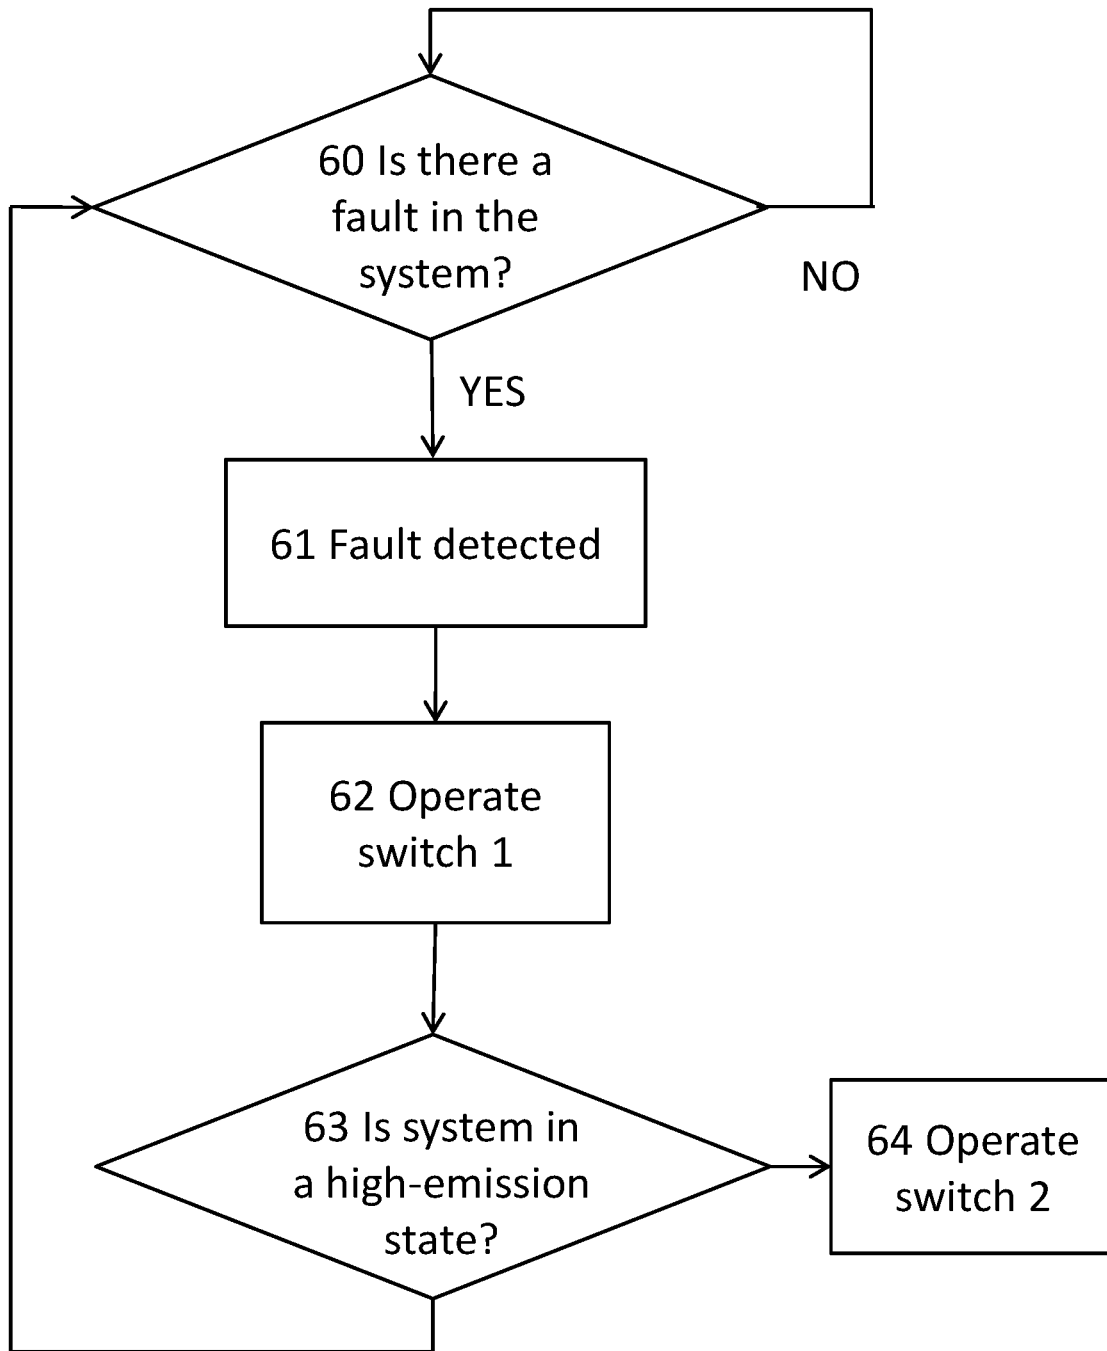 60 Is there a
fault in the
system?
NO
YES
61 Fault detected
62 Operate
switch 1
63 Is system in
a high-emission
state?
64 Operate
switch 2